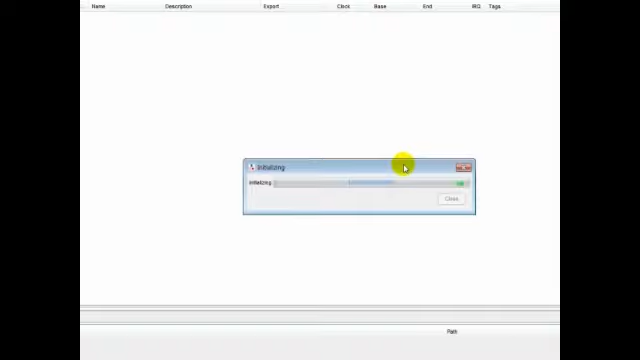 Name Description Export Clock Base End IRQ Tags
Initializing
Initializing
Close
Path